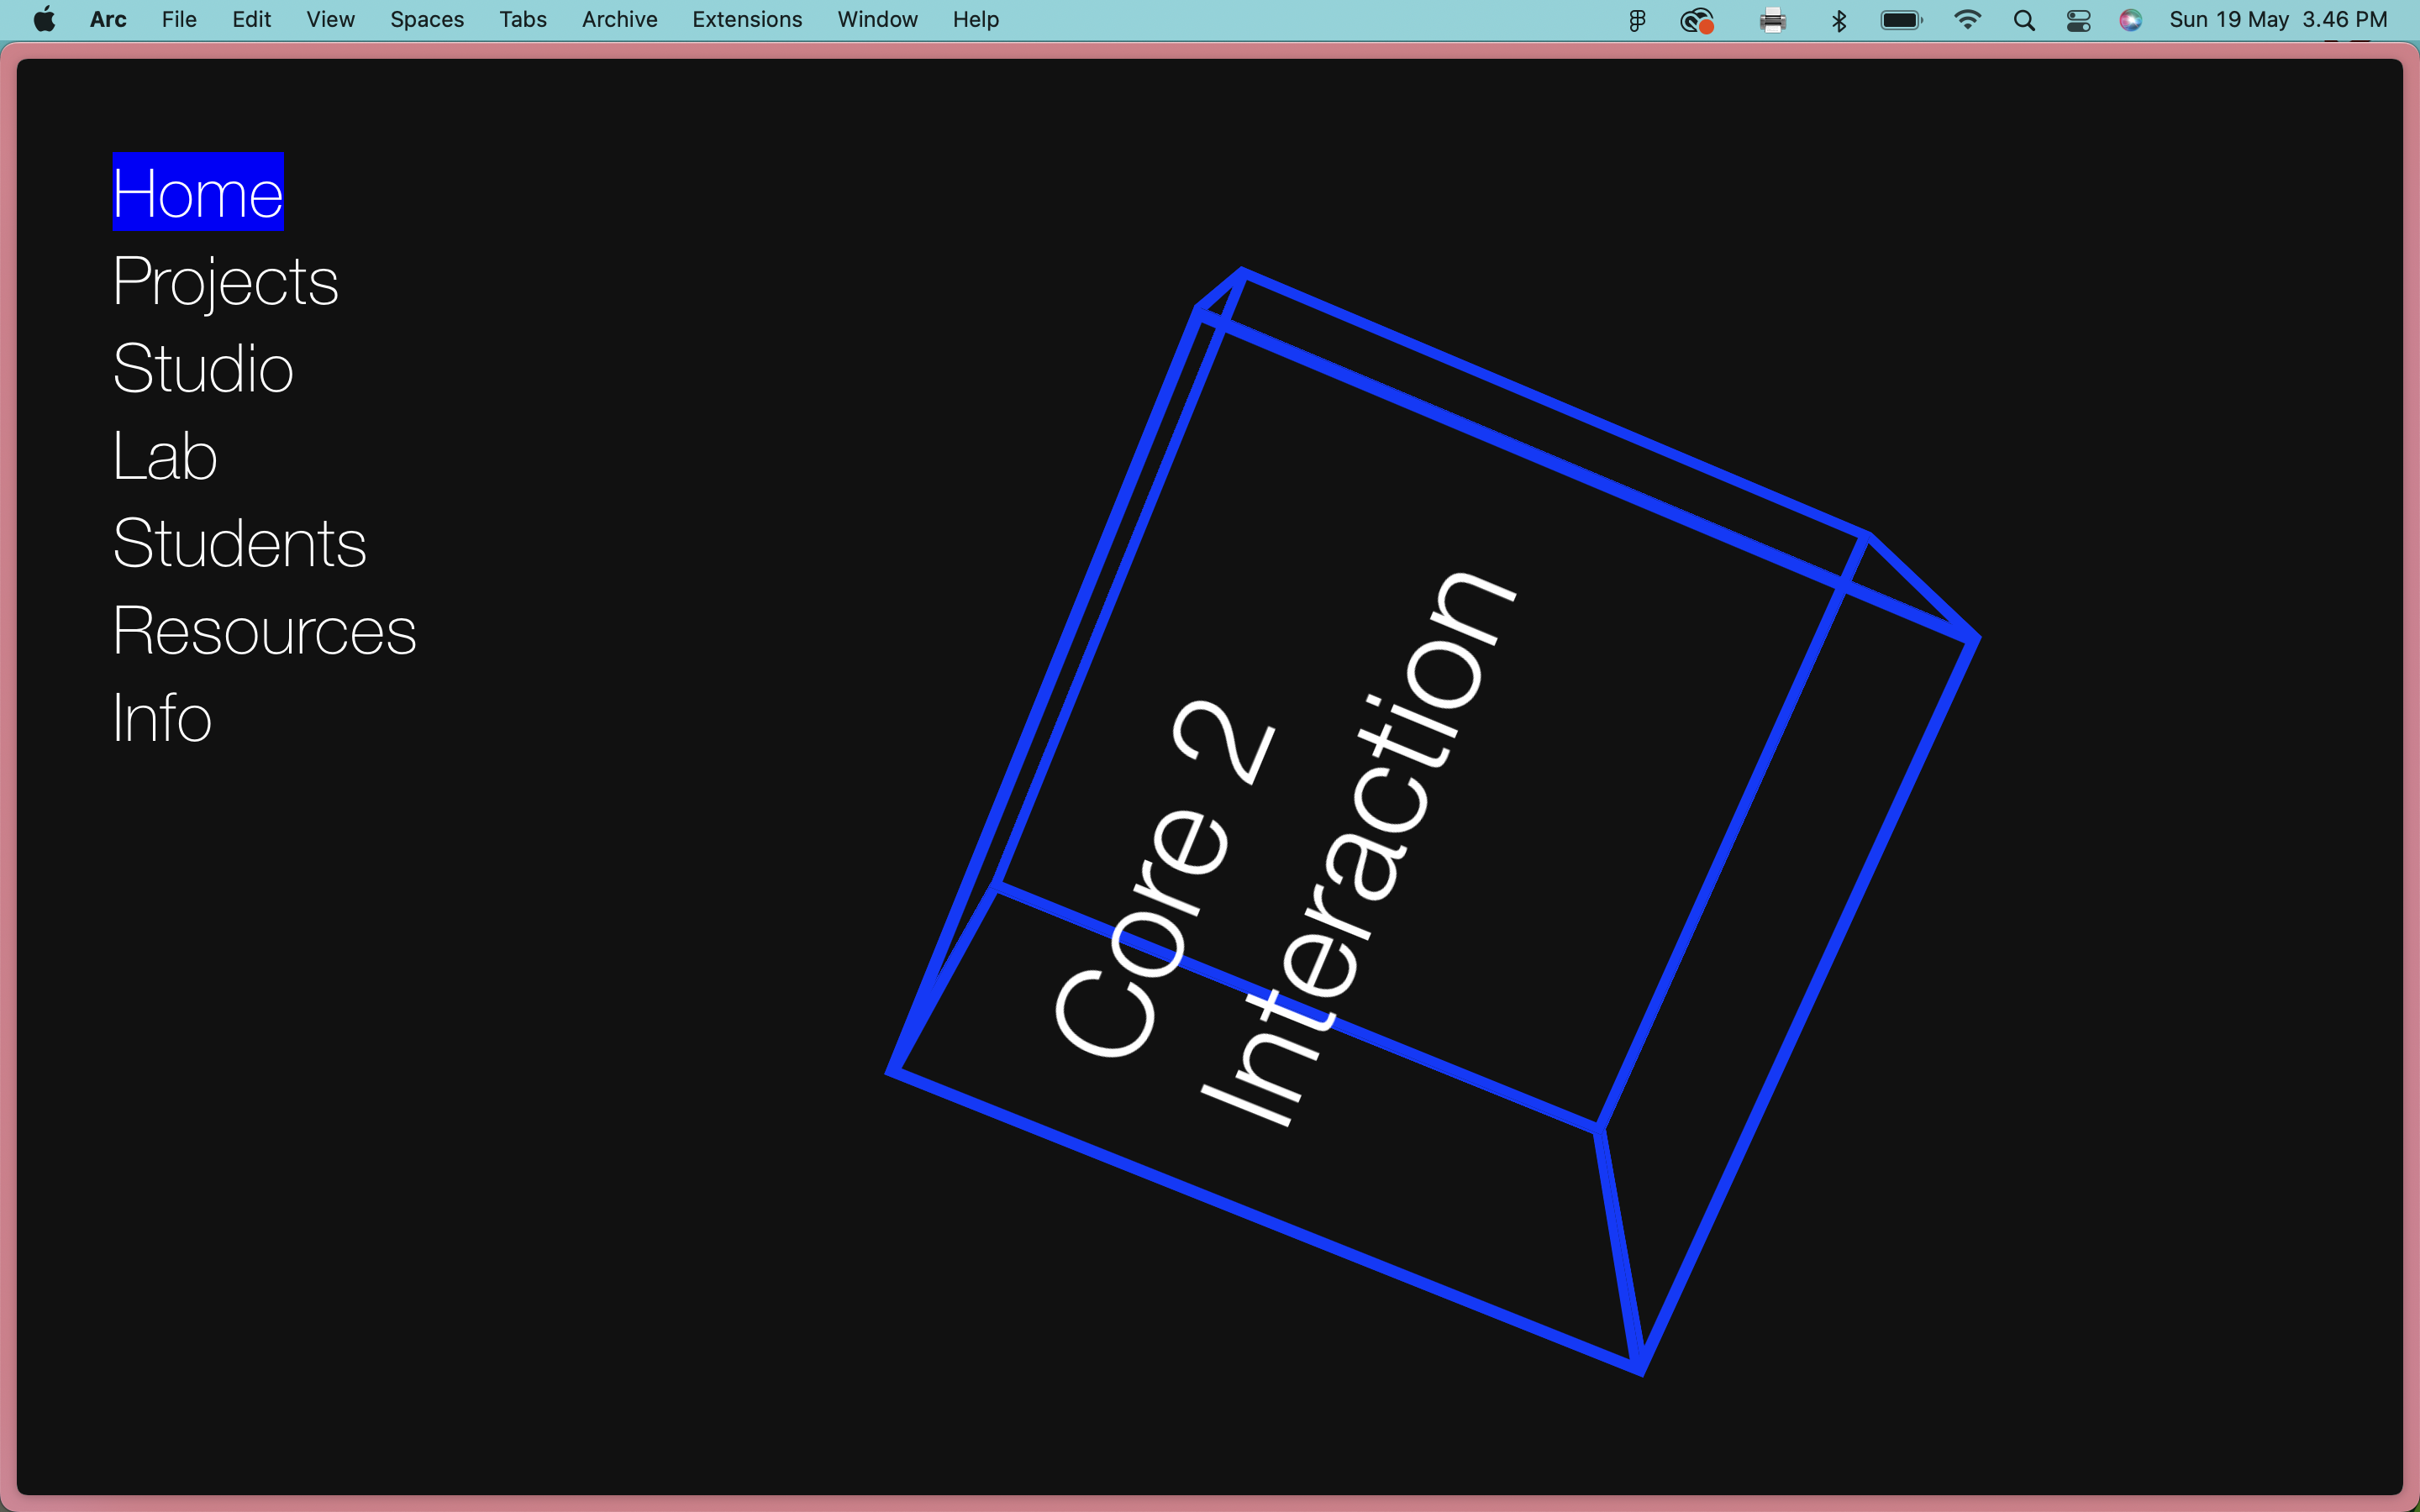 Arc File Edit View Spaces Tabs Archive Extensions Window Help Sun 19 May 3.46 PM
Home
Projects
Studio
Lab
Students
Resources
Info
Core 2
Interaction